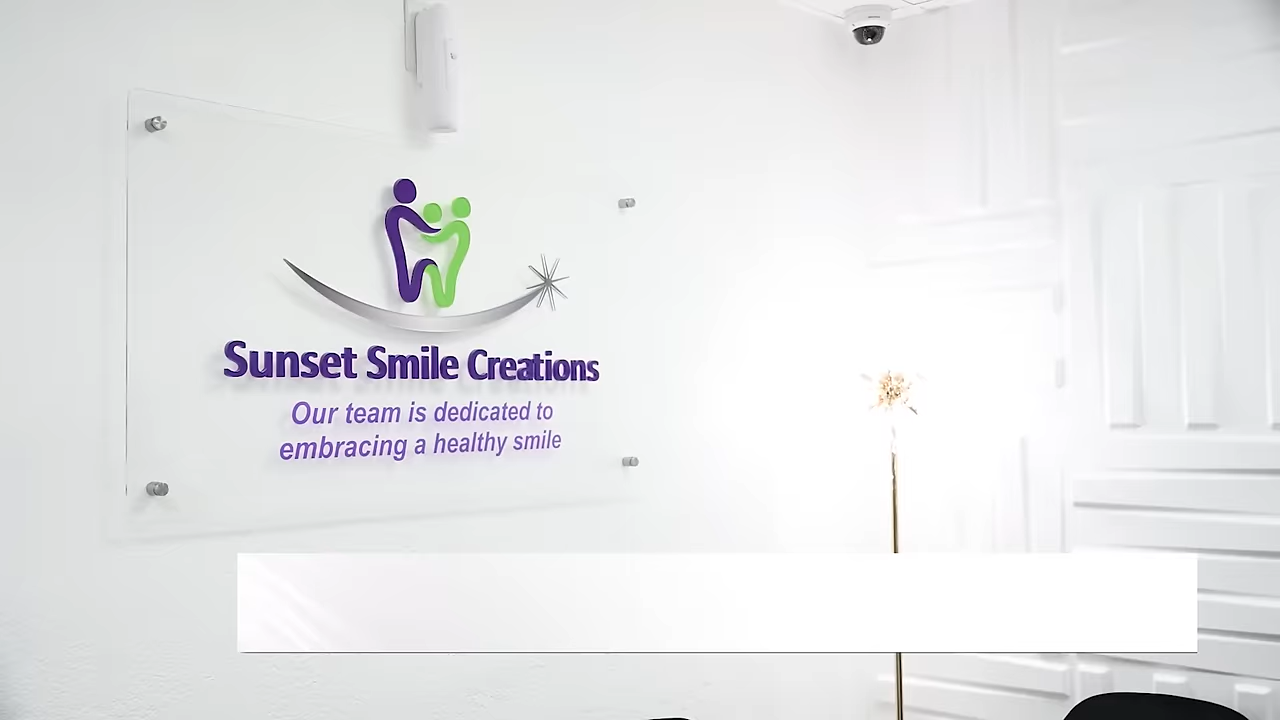 Sunset Smile Creations
Our team is dedicated to
embracing a healthy smile